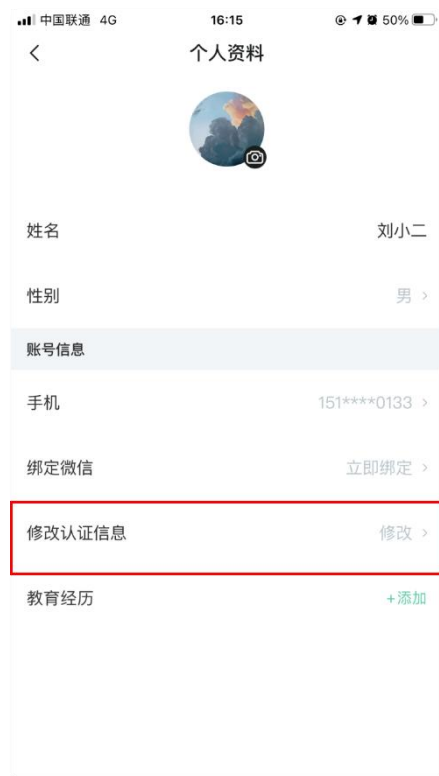 中国联通 4G 16:15 50%
个人资料
姓名 刘小二
性别 男
账号信息
手机 151****0133
绑定微信 立即绑定
修改认证信息 修改
教育经历 +添加